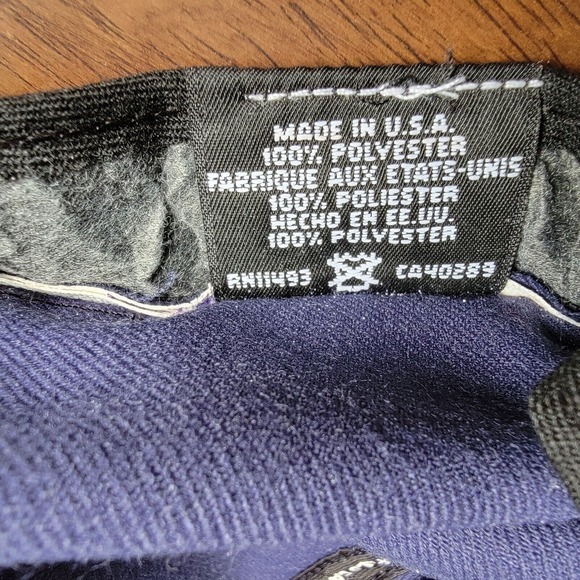 MADE IN U.S.A.
100% POLYESTER
FABRIQUE AUX ETATS-UNIS
100% POLIESTER
HECHO EN EE.UU.
100% POLYESTER
RN11493 CA40289